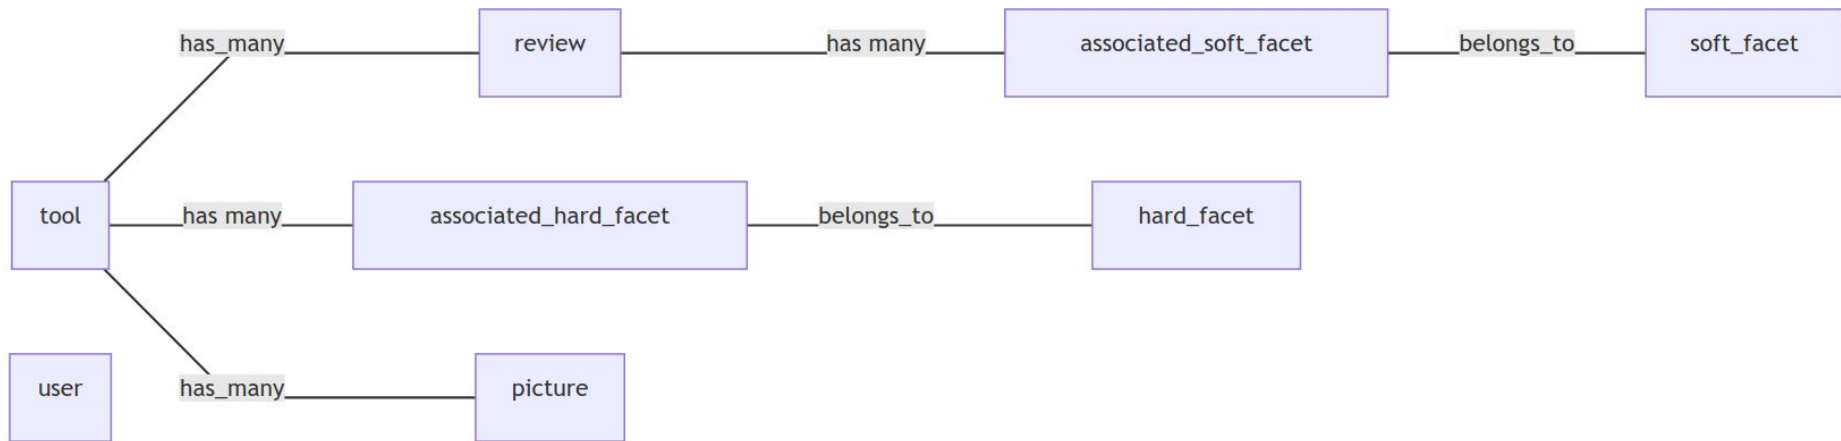 has_many
review
has many
associated_soft_facet
belongs_to
soft_facet
tool
has many
associated_hard_facet
belongs_to
hard_facet
user
has_many
picture